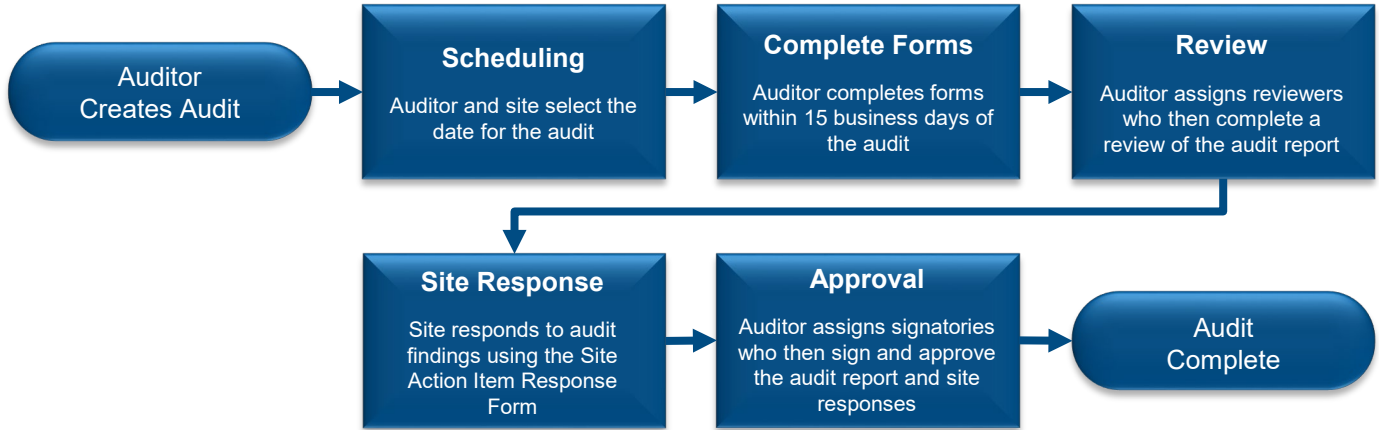 Auditor
Creates Audit
Scheduling
Auditor and site select the
date for the audit
Complete Forms
Auditor completes forms
within 15 business days of
the audit
Review
Auditor assigns reviewers
who then complete a
review of the audit report
Site Response
Site responds to audit
findings using the Site
Action Item Response
Form
Approval
Auditor assigns signatories
who then sign and approve
the audit report and site
responses
Audit
Complete